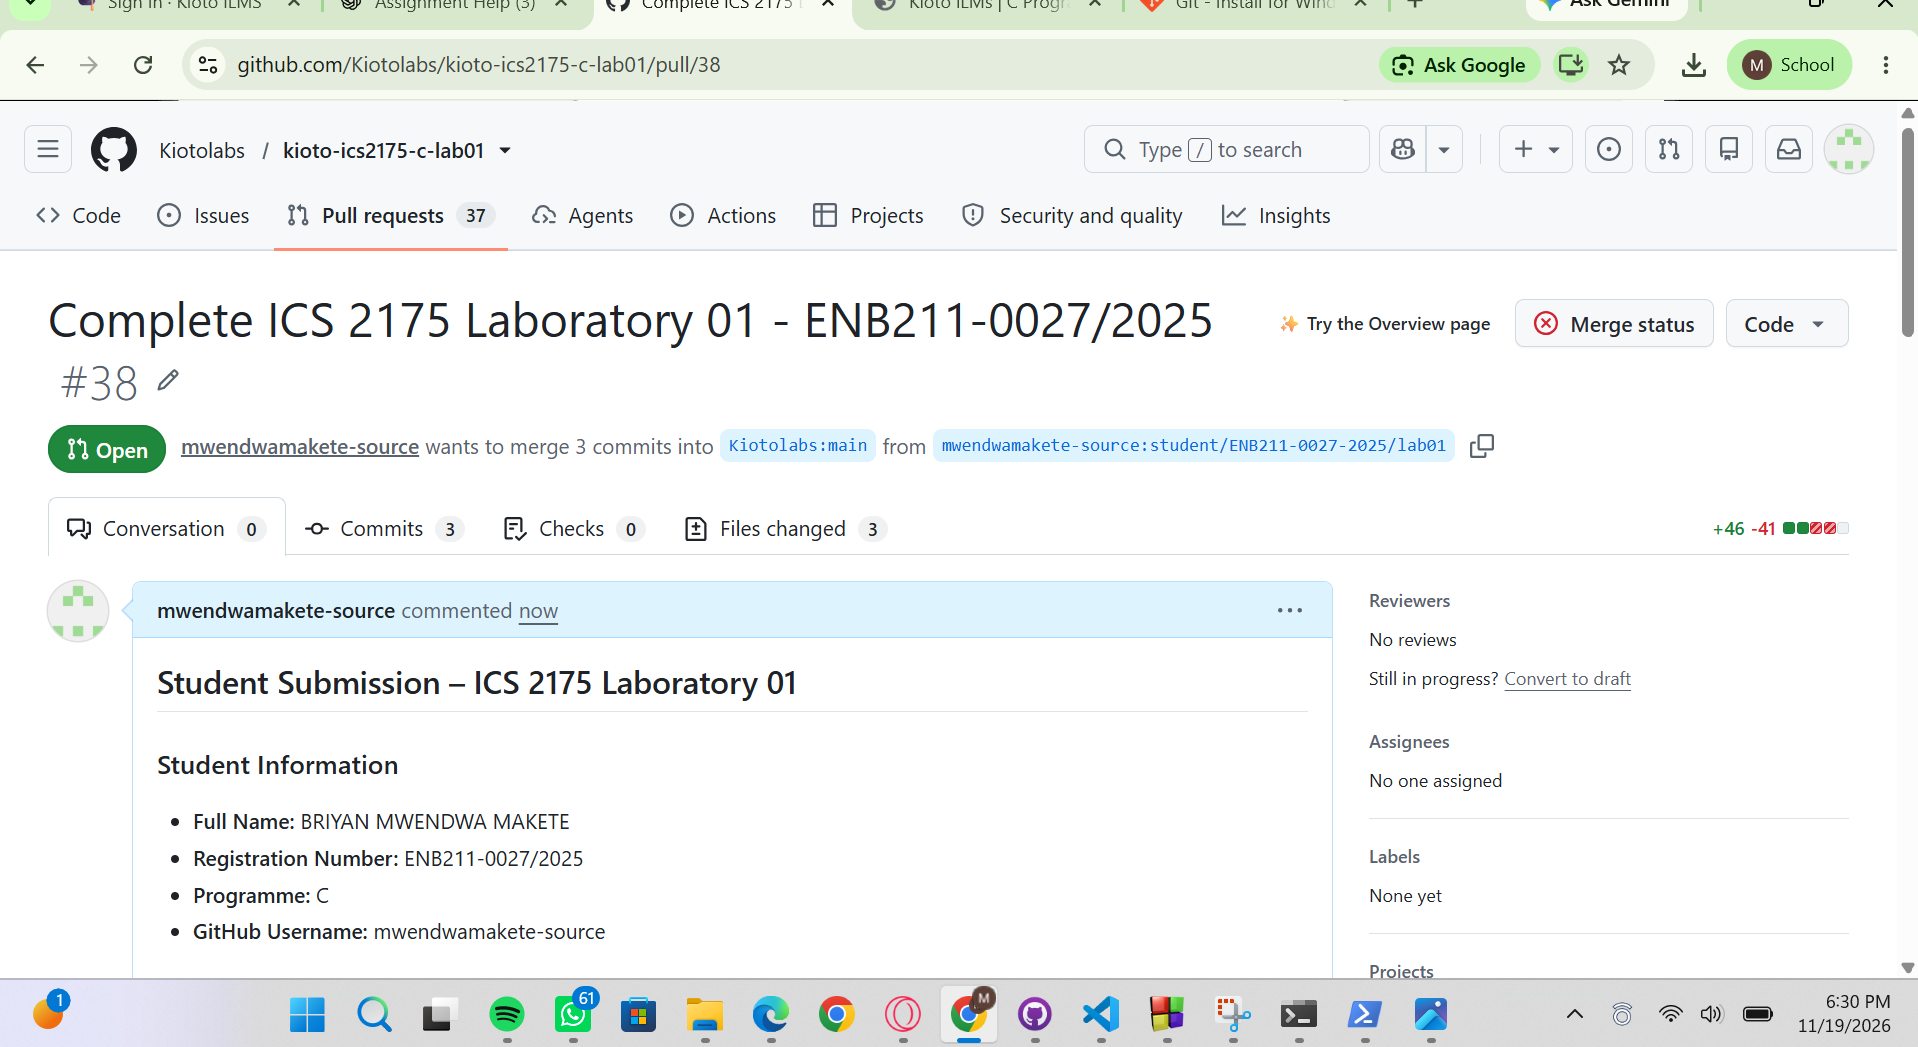 Sign in · Kioto ILMS
Assignment Help (3)
Complete ICS 2175 L
Kioto ILMs | C Progr
Git - Install for Wind
Ask Gemini
github.com/Kiotolabs/kioto-ics2175-c-lab01/pull/38
Ask Google
M School
Kiotolabs / kioto-ics2175-c-lab01
Type / to search
Code
Issues
Pull requests 37
Agents
Actions
Projects
Security and quality
Insights
Complete ICS 2175 Laboratory 01 - ENB211-0027/2025
#38
Try the Overview page
Merge status
Code
Open
mwendwamakete-source wants to merge 3 commits into Kiotolabs:main from mwendwamakete-source:student/ENB211-0027-2025/lab01
Conversation 0
Commits 3
Checks 0
Files changed 3
+46 -41
mwendwamakete-source commented now
Student Submission – ICS 2175 Laboratory 01
Student Information
Full Name: BRIYAN MWENDWA MAKETE
Registration Number: ENB211-0027/2025
Programme: C
GitHub Username: mwendwamakete-source
Reviewers
No reviews
Still in progress? Convert to draft
Assignees
No one assigned
Labels
None yet
Projects
1
61
M
6:30 PM
11/19/2026